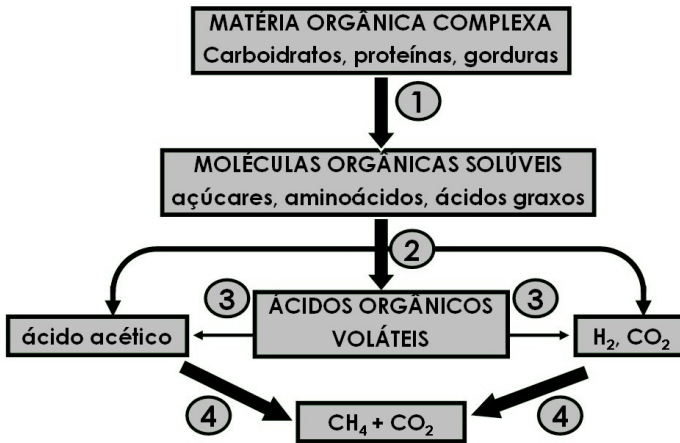 MATÉRIA ORGÂNICA COMPLEXA
Carboidratos, proteínas, gorduras
1
MOLÉCULAS ORGÂNICAS SOLÚVEIS
açúcares, aminoácidos, ácidos graxos
2
3
ÁCIDOS ORGÂNICOS
VOLÁTEIS
3
ácido acético
H₂, CO₂
4
CH₄ + CO₂
4